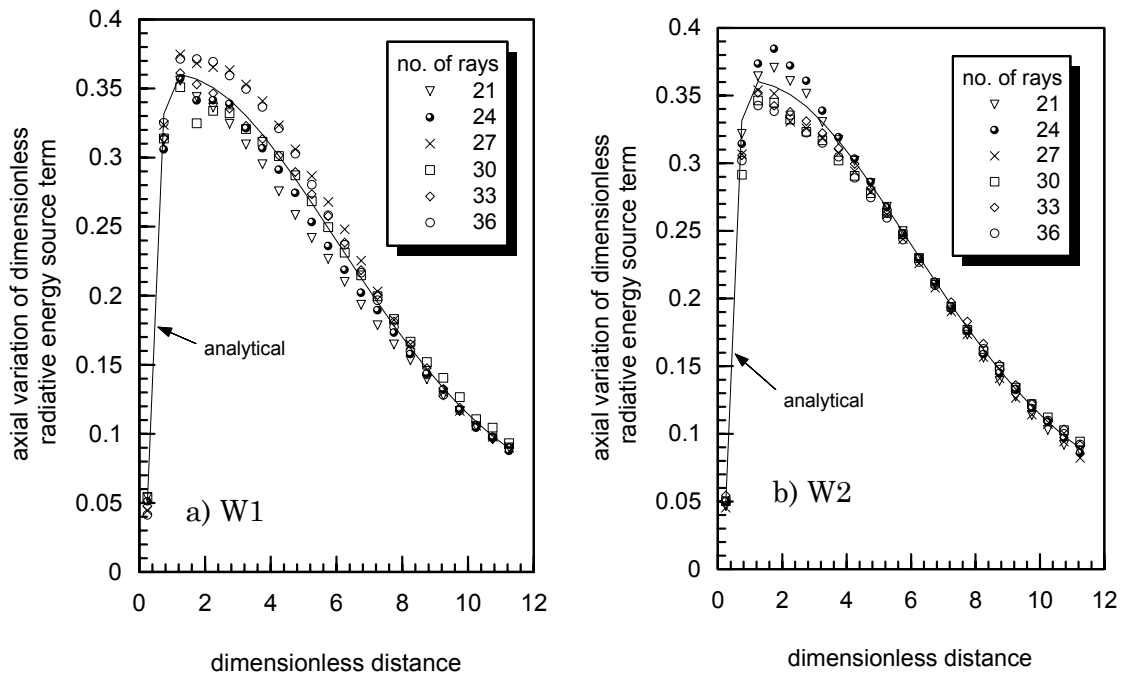 axial variation of dimensionless
radiative energy source term
0.4
0.35
0.3
0.25
0.2
0.15
0.1
0.05
0
no. of rays
21
24
27
30
33
36
analytical
a) W1
0 2 4 6 8 10 12
dimensionless distance
axial variation of dimensionless
radiative energy source term
0.4
0.35
0.3
0.25
0.2
0.15
0.1
0.05
0
no. of rays
21
24
27
30
33
36
analytical
b) W2
0 2 4 6 8 10 12
dimensionless distance